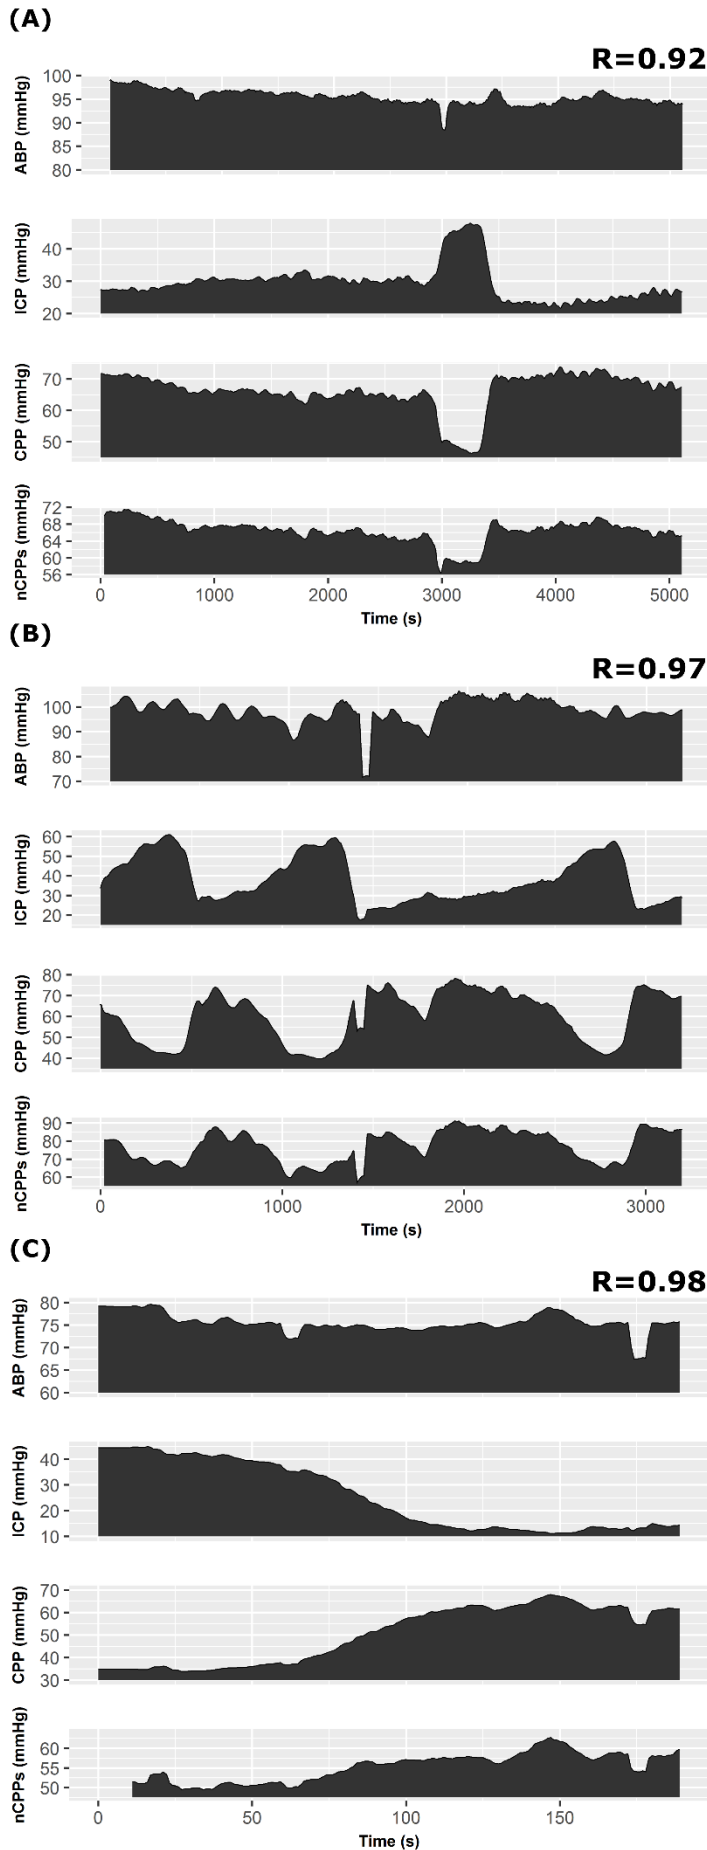 (A)
R=0.92
ABP (mmHg)
100
95
90
85
80
ICP (mmHg)
40
30
20
CPP (mmHg)
70
60
50
nCPPs (mmHg)
72
68
64
60
56
0 1000 2000 3000 4000 5000
Time (s)
(B)
R=0.97
ABP (mmHg)
100
90
80
70
ICP (mmHg)
60
50
40
30
20
CPP (mmHg)
80
70
60
50
40
nCPPs (mmHg)
90
80
70
60
0 1000 2000 3000
Time (s)
(C)
R=0.98
ABP (mmHg)
80
75
70
65
60
ICP (mmHg)
40
30
20
10
CPP (mmHg)
70
60
50
40
30
nCPPs (mmHg)
60
55
50
0 50 100 150
Time (s)